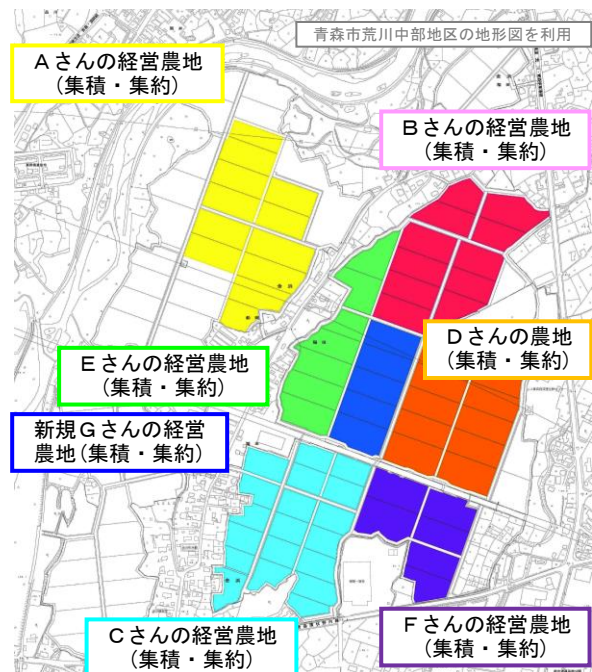 青森市荒川中部地区の地形図を利用
Aさんの経営農地
(集積・集約)
Bさんの経営農地
(集積・集約)
Dさんの農地
(集積・集約)
Eさんの経営農地
(集積・集約)
新規Gさんの経営
農地(集積・集約)
Cさんの経営農地
(集積・集約)
Fさんの経営農地
(集積・集約)